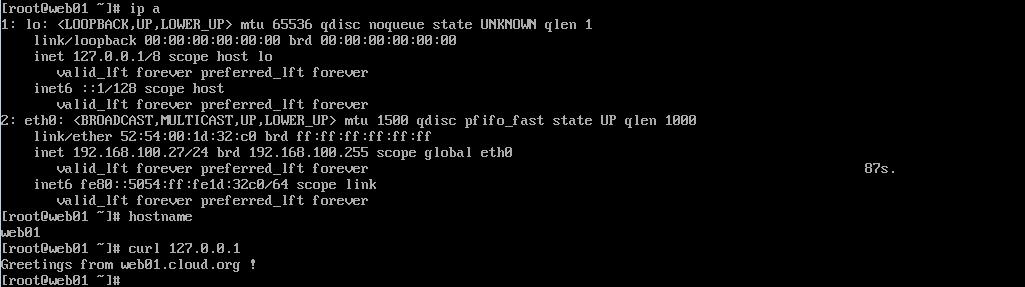 [root@web01 ~]# ip a
1: lo: <LOOPBACK,UP,LOWER_UP> mtu 65536 qdisc noqueue state UNKNOWN qlen 1
    link/loopback 00:00:00:00:00:00 brd 00:00:00:00:00:00
    inet 127.0.0.1/8 scope host lo
       valid_lft forever preferred_lft forever
    inet6 ::1/128 scope host
       valid_lft forever preferred_lft forever
2: eth0: <BROADCAST,MULTICAST,UP,LOWER_UP> mtu 1500 qdisc pfifo_fast state UP qlen 1000
    link/ether 52:54:00:1d:32:c0 brd ff:ff:ff:ff:ff:ff
    inet 192.168.100.27/24 brd 192.168.100.255 scope global eth0
       valid_lft forever preferred_lft forever 87s.
    inet6 fe80::5054:ff:fe1d:32c0/64 scope link
       valid_lft forever preferred_lft forever
[root@web01 ~]# hostname
web01
[root@web01 ~]# curl 127.0.0.1
Greetings from web01.cloud.org !
[root@web01 ~]#